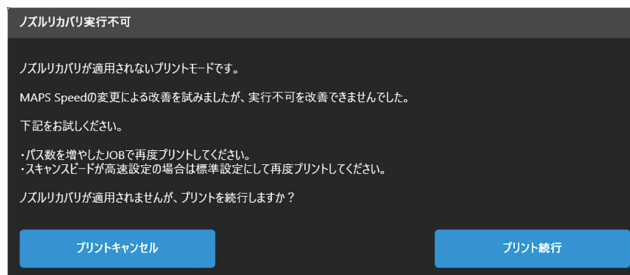 ノズルリカバリ実行不可
ノズルリカバリが適用されないプリントモードです。
MAPS Speedの変更による改善を試みましたが、実行不可を改善できませんでした。
下記をお試しください。
・パス数を増やしたJOBで再度プリントしてください。
・スキャンスピードが高速設定の場合は標準設定にして再度プリントしてください。
ノズルリカバリが適用されませんが、プリントを続行しますか？
プリントキャンセル
プリント続行